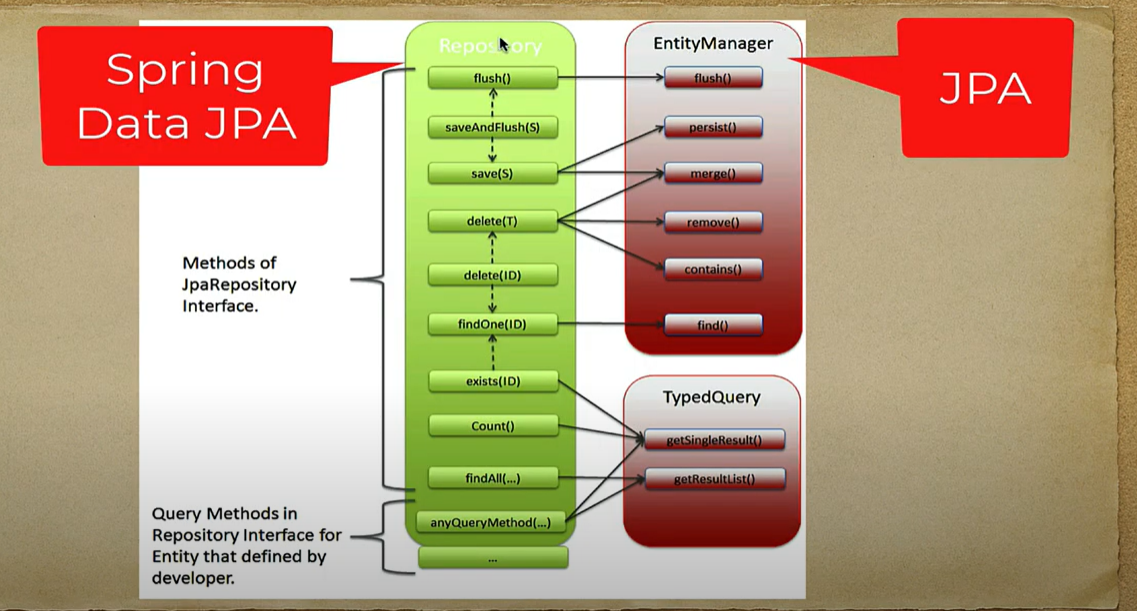 Spring
Data JPA
Repository
EntityManager
JPA
flush()
flush()
saveAndFlush(S)
persist()
save(S)
merge()
delete(T)
remove()
Methods of
JpaRepository
Interface.
delete(ID)
contains()
findOne(ID)
find()
exists(ID)
TypedQuery
Count()
getSingleResult()
findAll(...)
getResultList()
Query Methods in
Repository Interface for
Entity that defined by
developer.
anyQueryMethod(...)
...